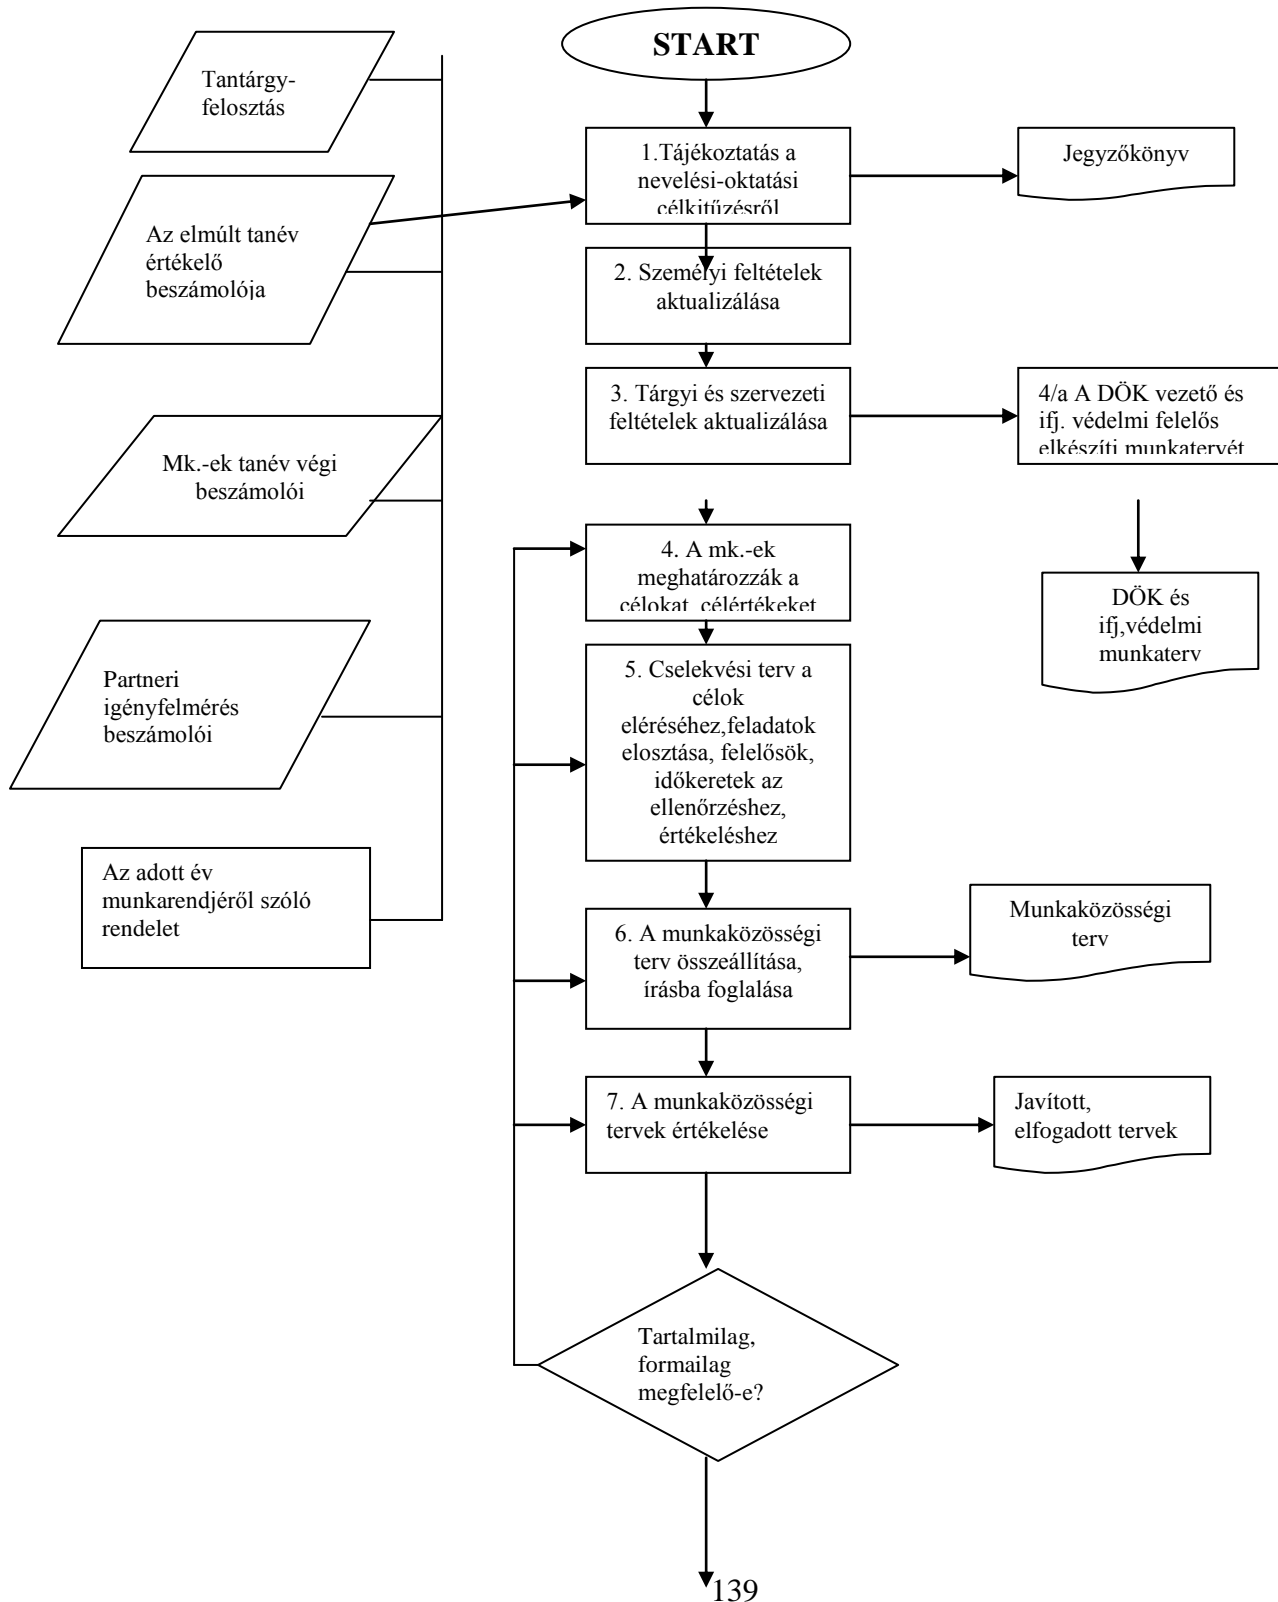 START
Tantárgy-
felosztás
1.Tájékoztatás a
nevelési-oktatási
célkitűzésről
Jegyzőkönyv
Az elmúlt tanév
értékelő
beszámolója
2. Személyi feltételek
aktualizálása
3. Tárgyi és szervezeti
feltételek aktualizálása
4/a A DÖK vezető és
ifj. védelmi felelős
elkészíti munkatervét
Mk.-ek tanév végi
beszámolói
4. A mk.-ek
meghatározzák a
célokat, célértékeket
DÖK és
ifj,védelmi
munkaterv
Partneri
igényfelmérés
beszámolói
5. Cselekvési terv a
célok
eléréséhez,feladatok
elosztása, felelősök,
időkeretek az
ellenőrzéshez,
értékeléshez
Az adott év
munkarendjéről szóló
rendelet
6. A munkaközösségi
terv összeállítása,
írásba foglalása
Munkaközösségi
terv
7. A munkaközösségi
tervek értékelése
Javított,
elfogadott tervek
Tartalmilag,
formailag
megfelelő-e?
139